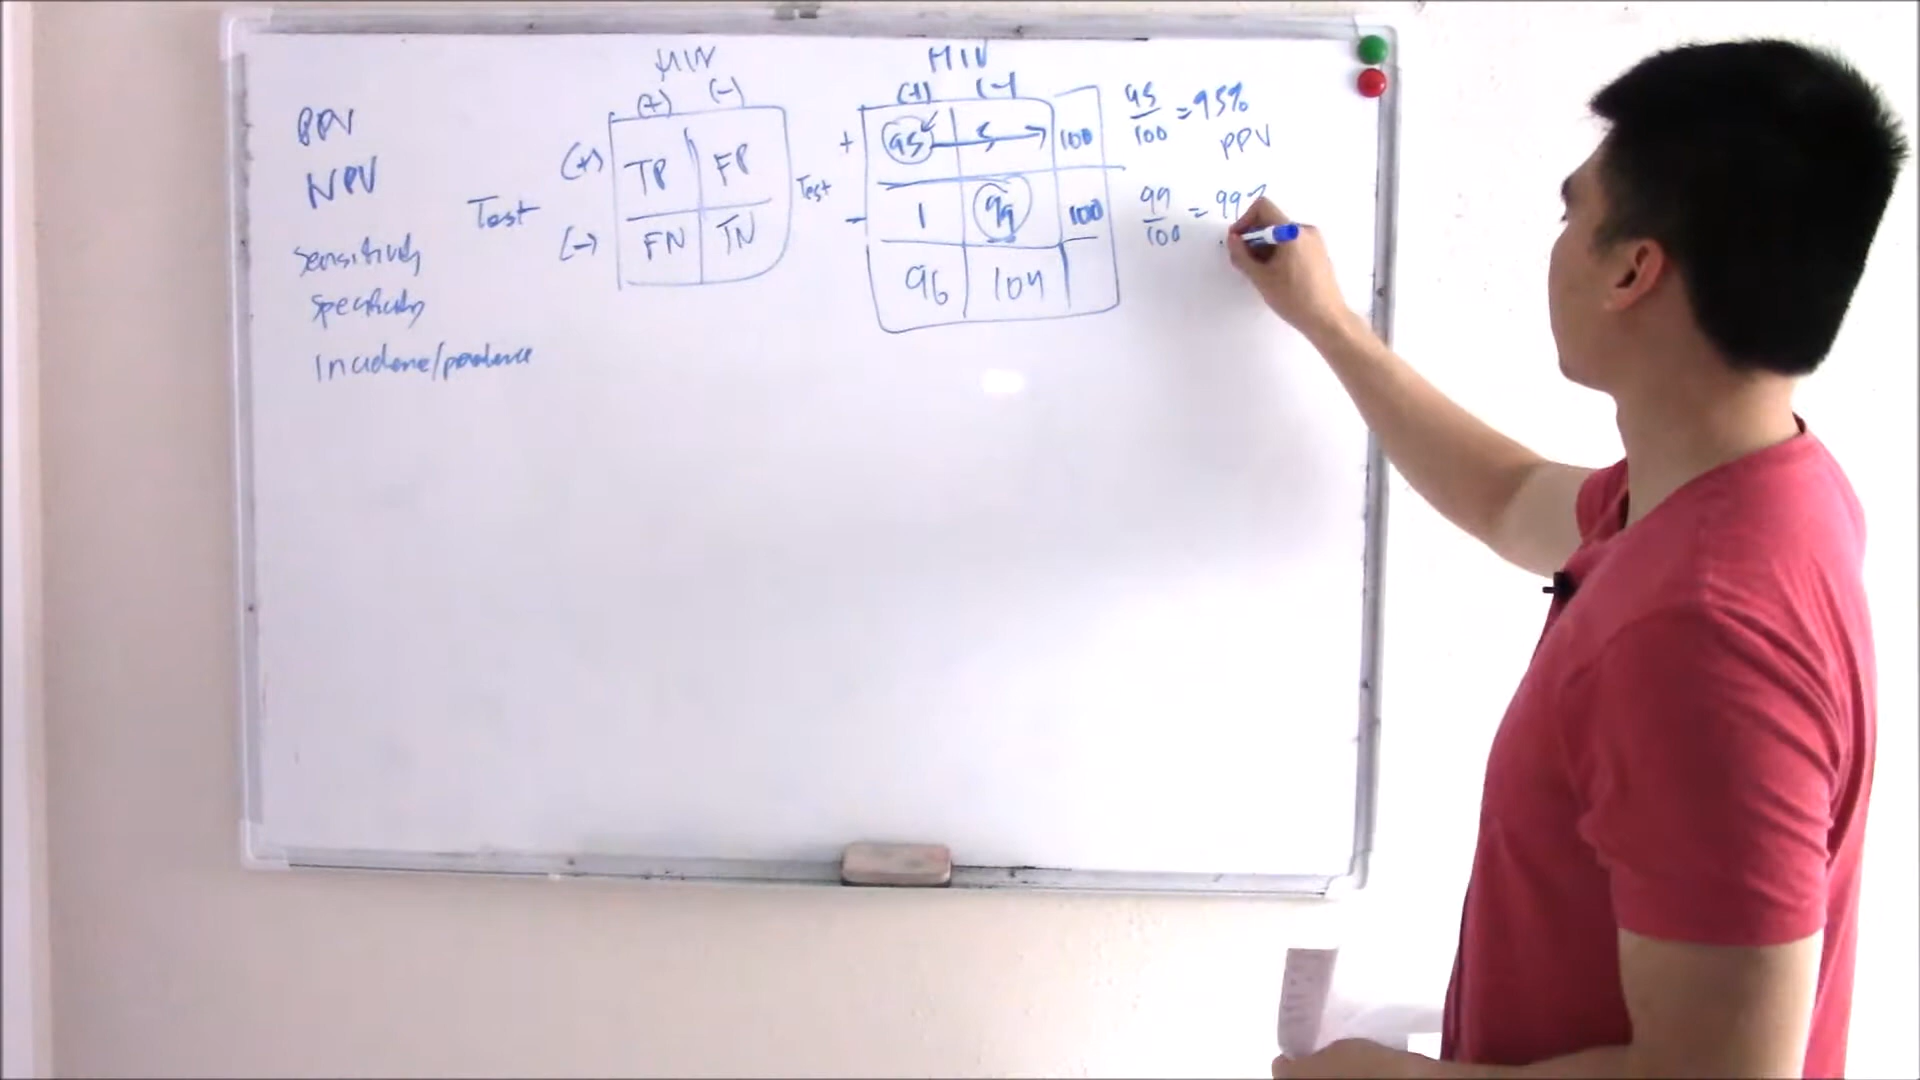 PPV
NPV
Sensitivity
Specificity
Incidence/prevalence
HIV
(+) (-)
Test
(+) TP FP
(-) FN TN
HIV
(+) (-)
Test
+ 95 5 100
- 1 99 100
96 104
95/100 = 95%
PPV
99/100 = 99%